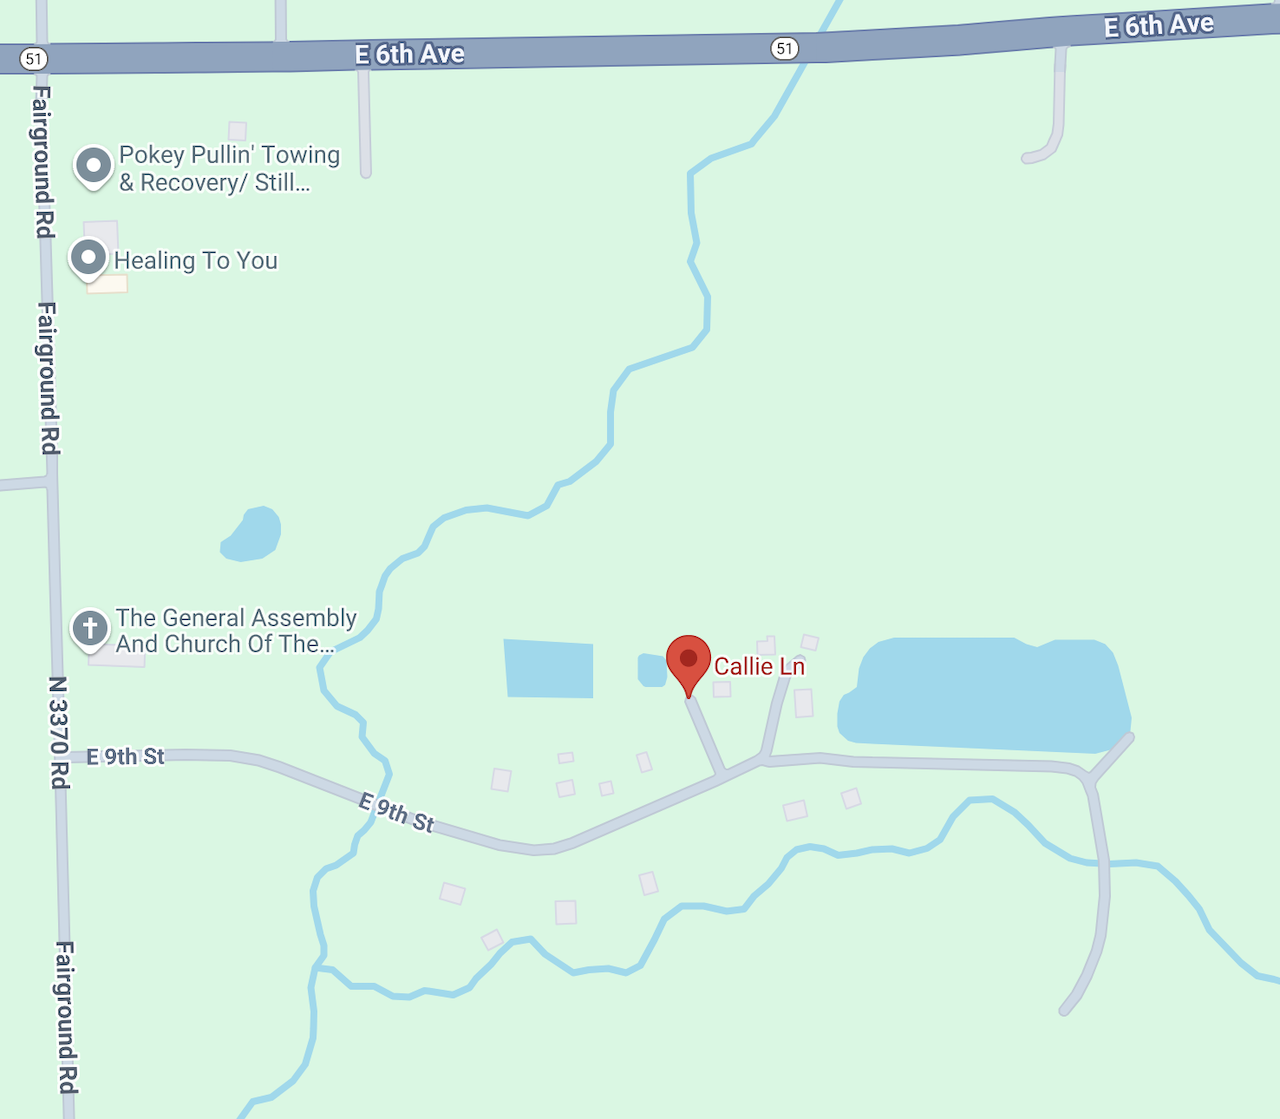 E 6th Ave
51
E 6th Ave
51
Fairground Rd
Pokey Pullin' Towing
& Recovery/ Still...
Healing To You
Fairground Rd
The General Assembly
And Church Of The...
Callie Ln
N 3370 Rd
E 9th St
E 9th St
Fairground Rd